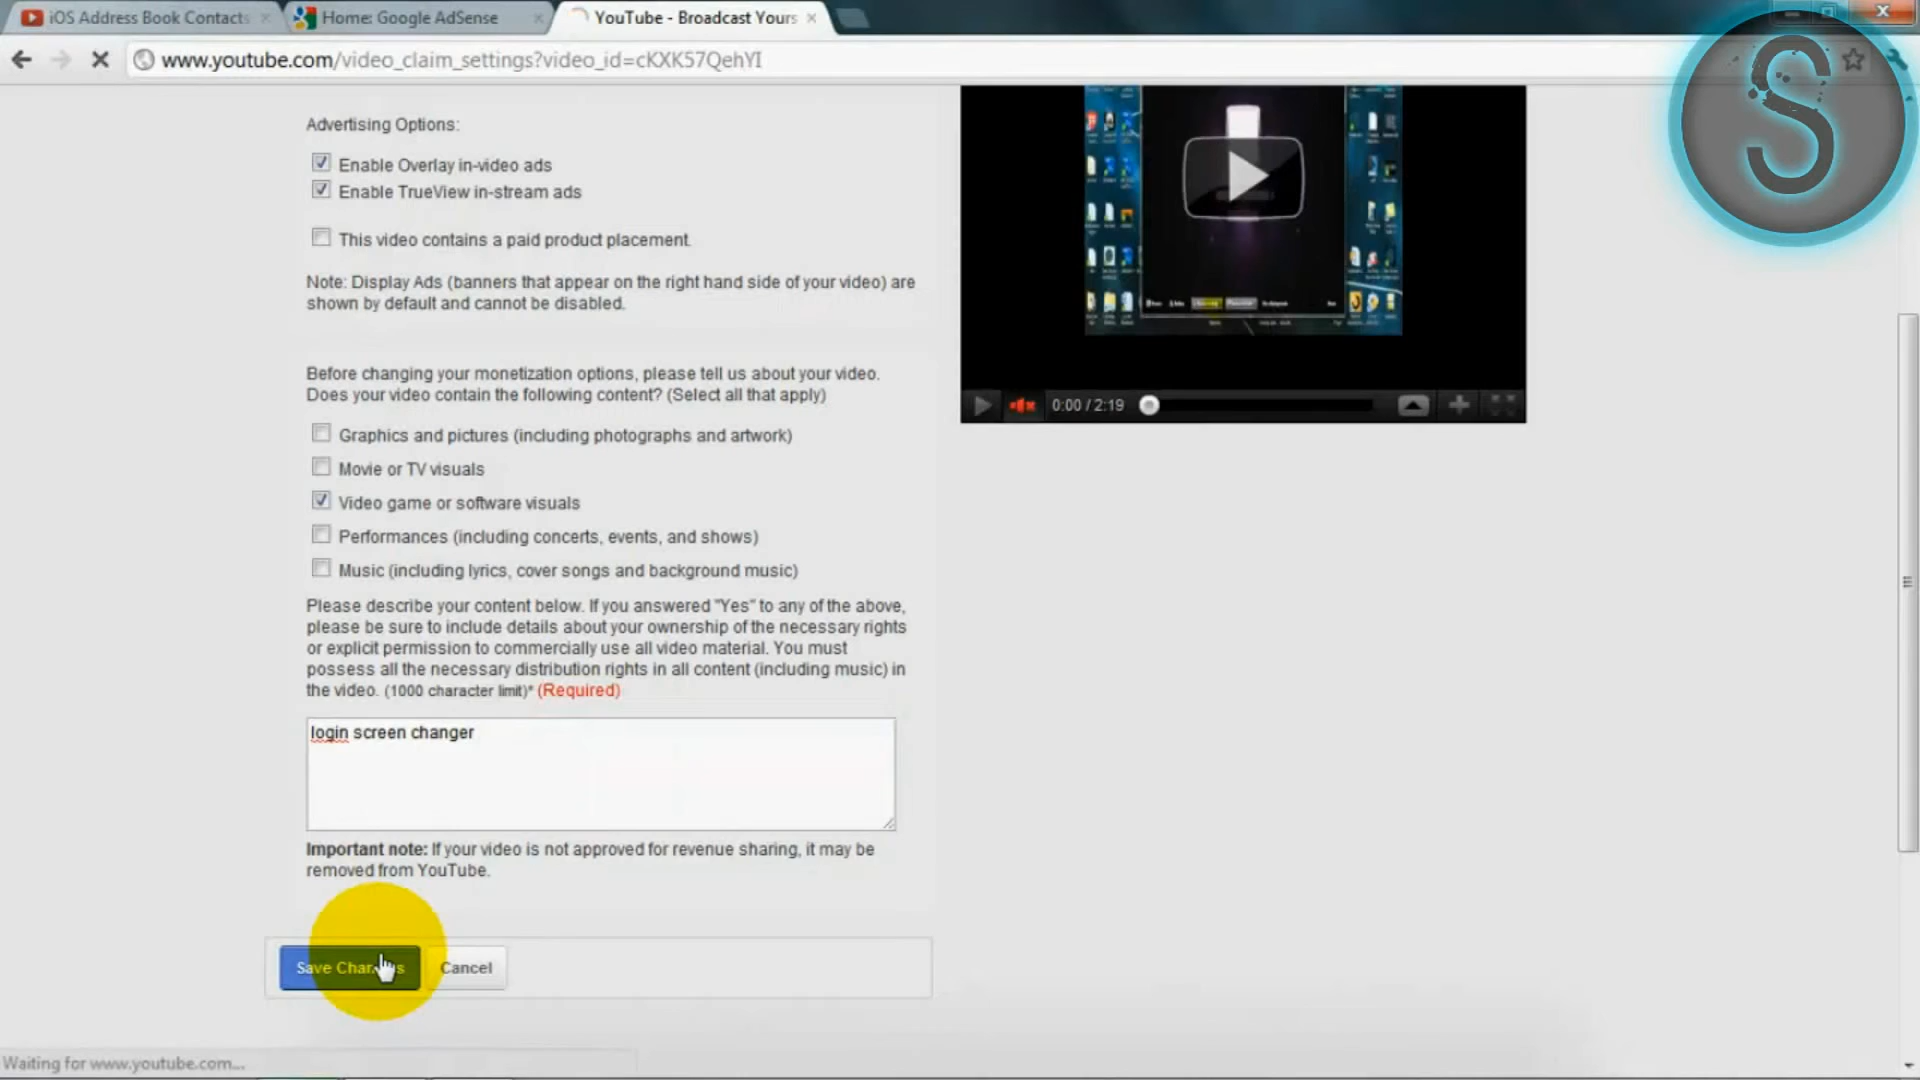 iOS Address Book Contacts
Home: Google AdSense
YouTube - Broadcast Yours
www.youtube.com/video_claim_settings?video_id=cKXK57QehYI
S
Advertising Options:
Enable Overlay in-video ads
Enable TrueView in-stream ads
This video contains a paid product placement.
Note: Display Ads (banners that appear on the right hand side of your video) are
shown by default and cannot be disabled.
Before changing your monetization options, please tell us about your video.
Does your video contain the following content? (Select all that apply)
0:00 / 2:19
Graphics and pictures (including photographs and artwork)
Movie or TV visuals
Video game or software visuals
Performances (including concerts, events, and shows)
Music (including lyrics, cover songs and background music)
Please describe your content below. If you answered "Yes" to any of the above,
please be sure to include details about your ownership of the necessary rights
or explicit permission to commercially use all video material. You must
possess all the necessary distribution rights in all content (including music) in
the video. (1000 character limit)* (Required)
login screen changer
Important note: If your video is not approved for revenue sharing, it may be
removed from YouTube.
Save Changes
Cancel
Waiting for www.youtube.com...